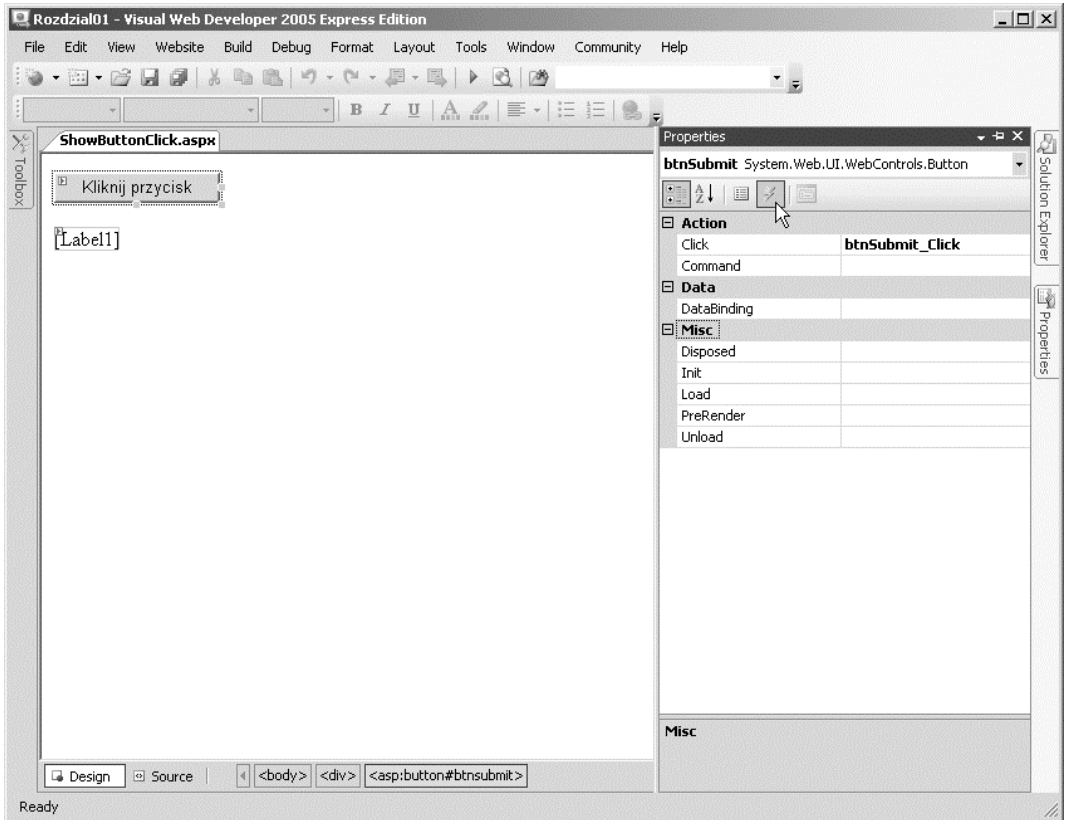 Rozdzial01 - Visual Web Developer 2005 Express Edition
File Edit View Website Build Debug Format Layout Tools Window Community Help
B I U A
Toolbox
ShowButtonClick.aspx
Kliknij przycisk
[Label1]
Properties
btnSubmit System.Web.UI.WebControls.Button
Action
Click btnSubmit_Click
Command
Data
DataBinding
Misc
Disposed
Init
Load
PreRender
Unload
Misc
Solution Explorer
Properties
Design Source <body> <div> <asp:button#btnsubmit>
Ready